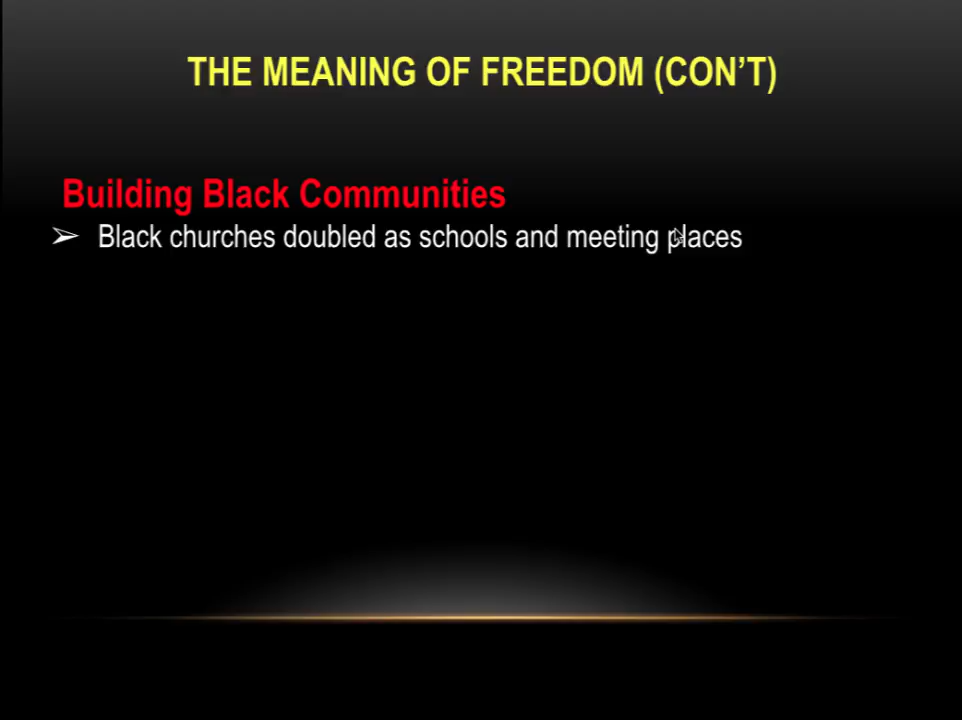 THE MEANING OF FREEDOM (CON’T)
Building Black Communities
➢ Black churches doubled as schools and meeting places